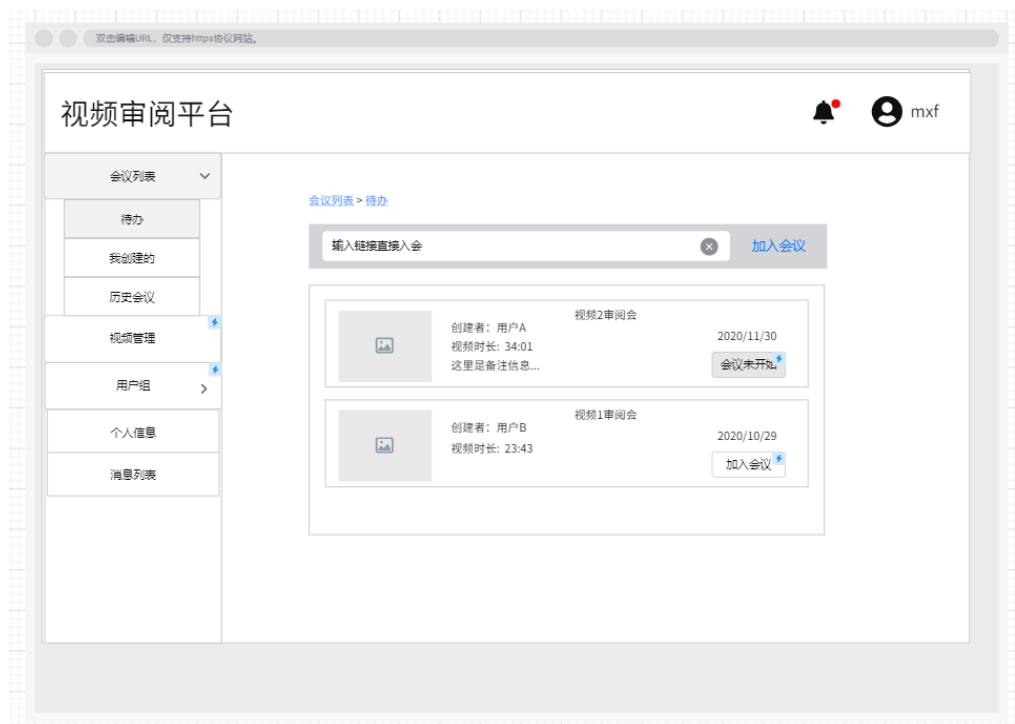 双击编辑URL，仅支持https协议网站。
视频审阅平台
mxf
会议列表
待办
我创建的
历史会议
视频管理
用户组
个人信息
消息列表
会议列表 > 待办
输入链接直接入会
加入会议
视频2审阅会
创建者：用户A
视频时长: 34:01
这里是备注信息...
2020/11/30
会议未开始
视频1审阅会
创建者：用户B
视频时长: 23:43
2020/10/29
加入会议